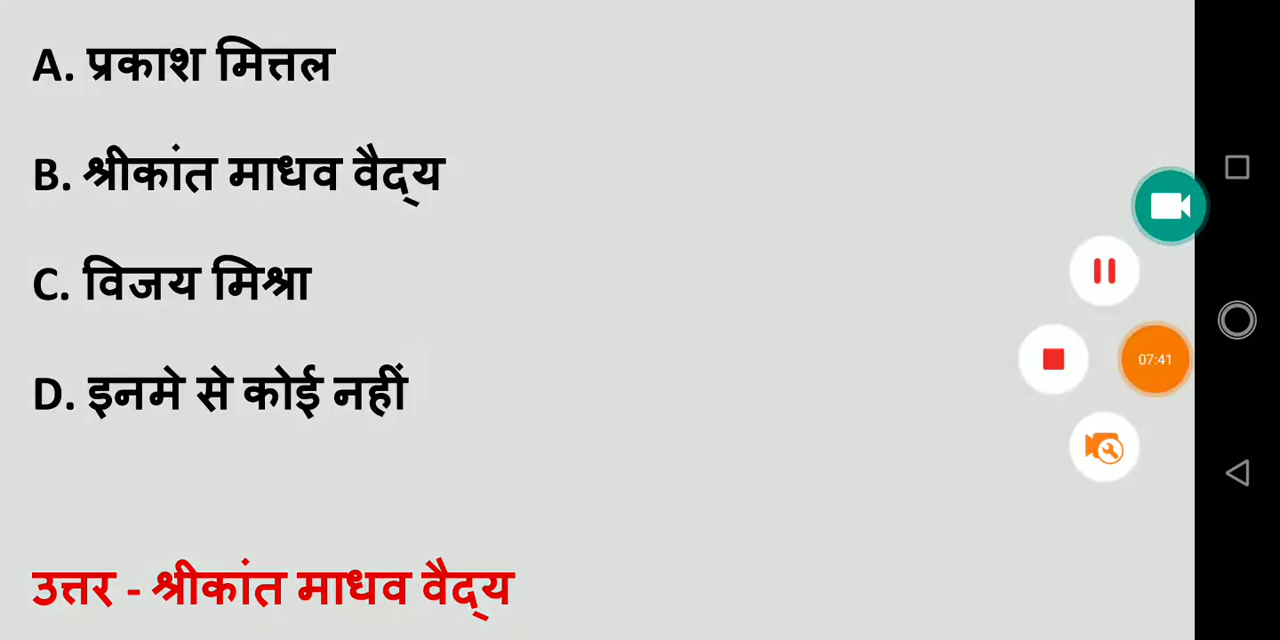 A. प्रकाश मित्तल
B. श्रीकांत माधव वैद्‌य
C. विजय मिश्रा
07:41
D. इनमे से कोई नहीं
उत्तर - श्रीकांत माधव वैद्‌य